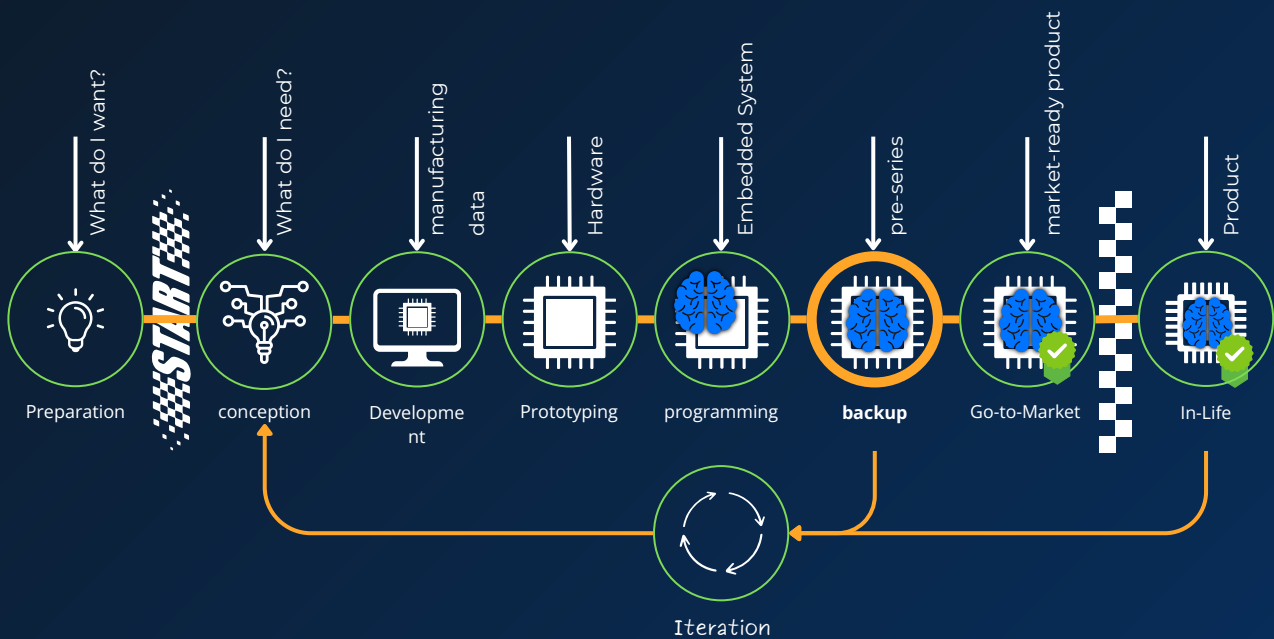 What do I want?
What do I need?
manufacturing
data
Hardware
Embedded System
pre-series
market-ready product
Product
START
Preparation
conception
Developme
nt
Prototyping
programming
backup
Go-to-Market
In-Life
Iteration